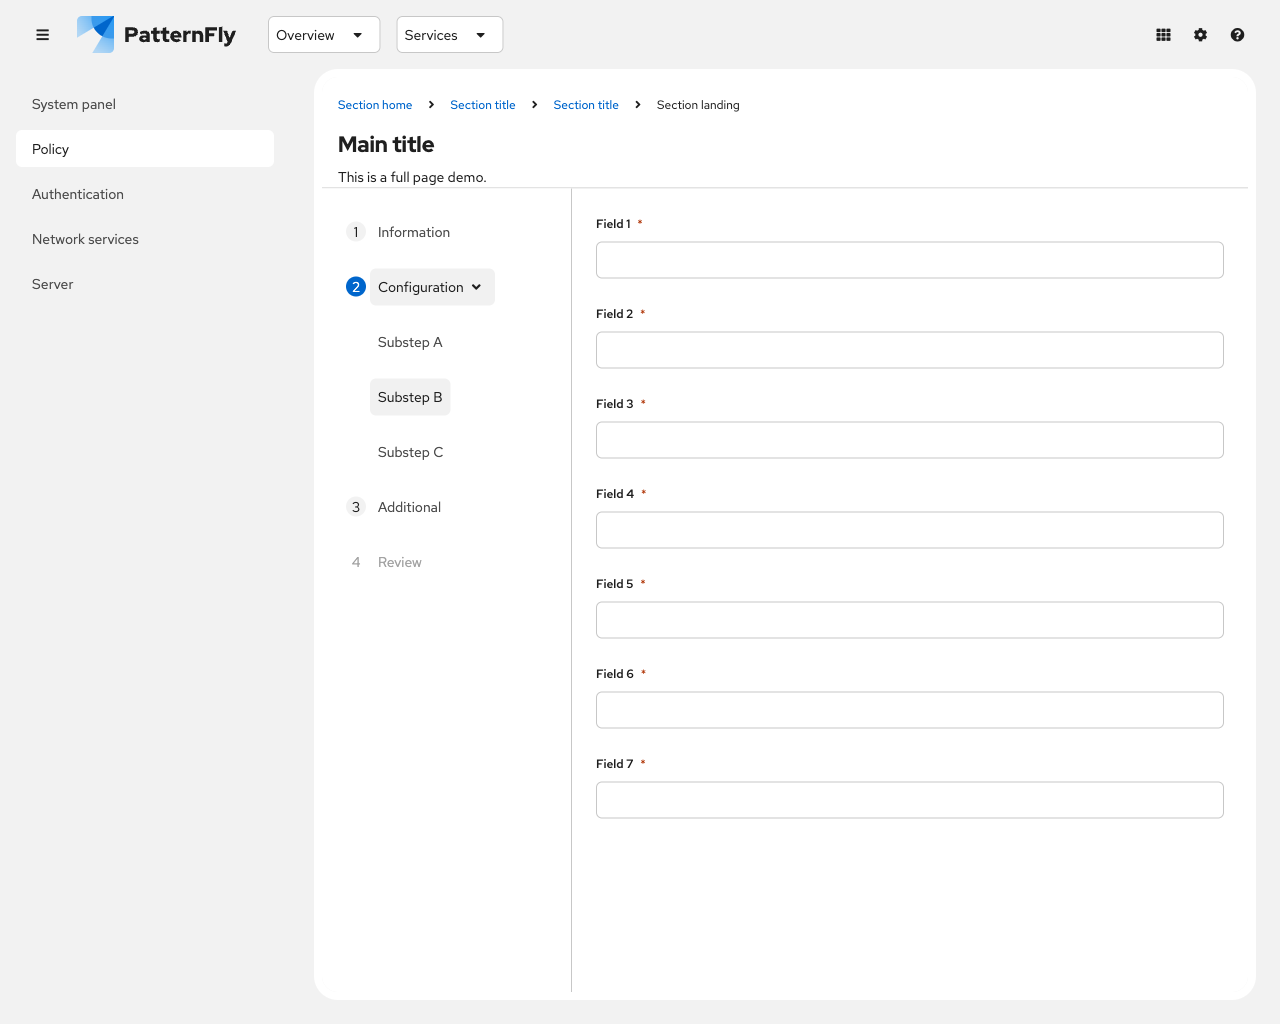 PatternFly
Overview
Services
System panel
Policy
Authentication
Network services
Server
Section home
Section title
Section title
Section landing
Main title
This is a full page demo.
1 Information
2 Configuration
Substep A
Substep B
Substep C
3 Additional
4 Review
Field 1 *
Field 2 *
Field 3 *
Field 4 *
Field 5 *
Field 6 *
Field 7 *